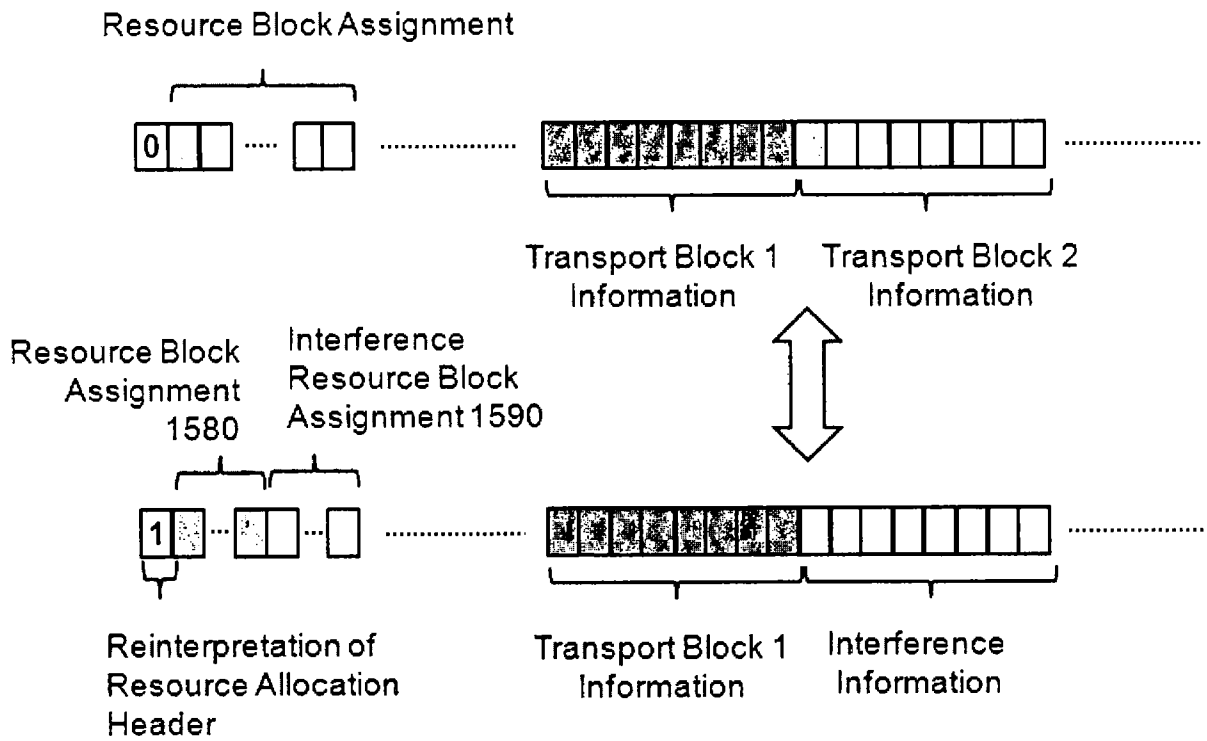 Resource Block Assignment
0
Transport Block 1
Information
Transport Block 2
Information
Resource Block
Assignment
1580
Interference
Resource Block
Assignment 1590
1
Reinterpretation of
Resource Allocation
Header
Transport Block 1
Information
Interference
Information